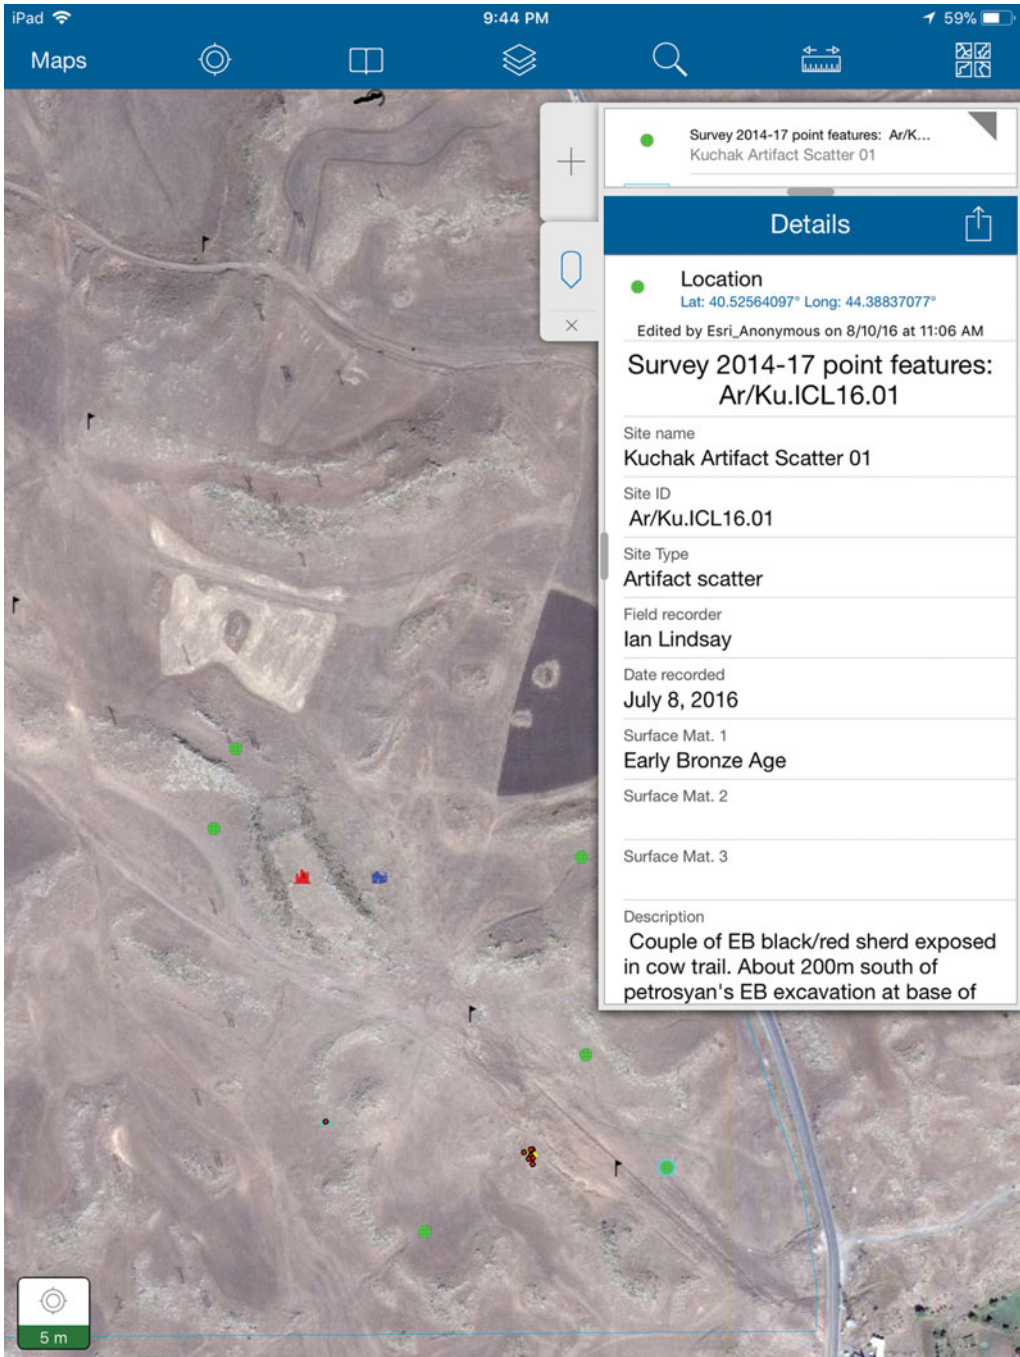 iPad 9:44 PM 59%
Maps
Survey 2014-17 point features: Ar/K...
Kuchak Artifact Scatter 01
Details
Location
Lat: 40.52564097° Long: 44.38837077°
Edited by Esri_Anonymous on 8/10/16 at 11:06 AM
Survey 2014-17 point features:
Ar/Ku.ICL16.01
Site name
Kuchak Artifact Scatter 01
Site ID
Ar/Ku.ICL16.01
Site Type
Artifact scatter
Field recorder
Ian Lindsay
Date recorded
July 8, 2016
Surface Mat. 1
Early Bronze Age
Surface Mat. 2
Surface Mat. 3
Description
Couple of EB black/red sherd exposed
in cow trail. About 200m south of
petrosyan's EB excavation at base of
5 m